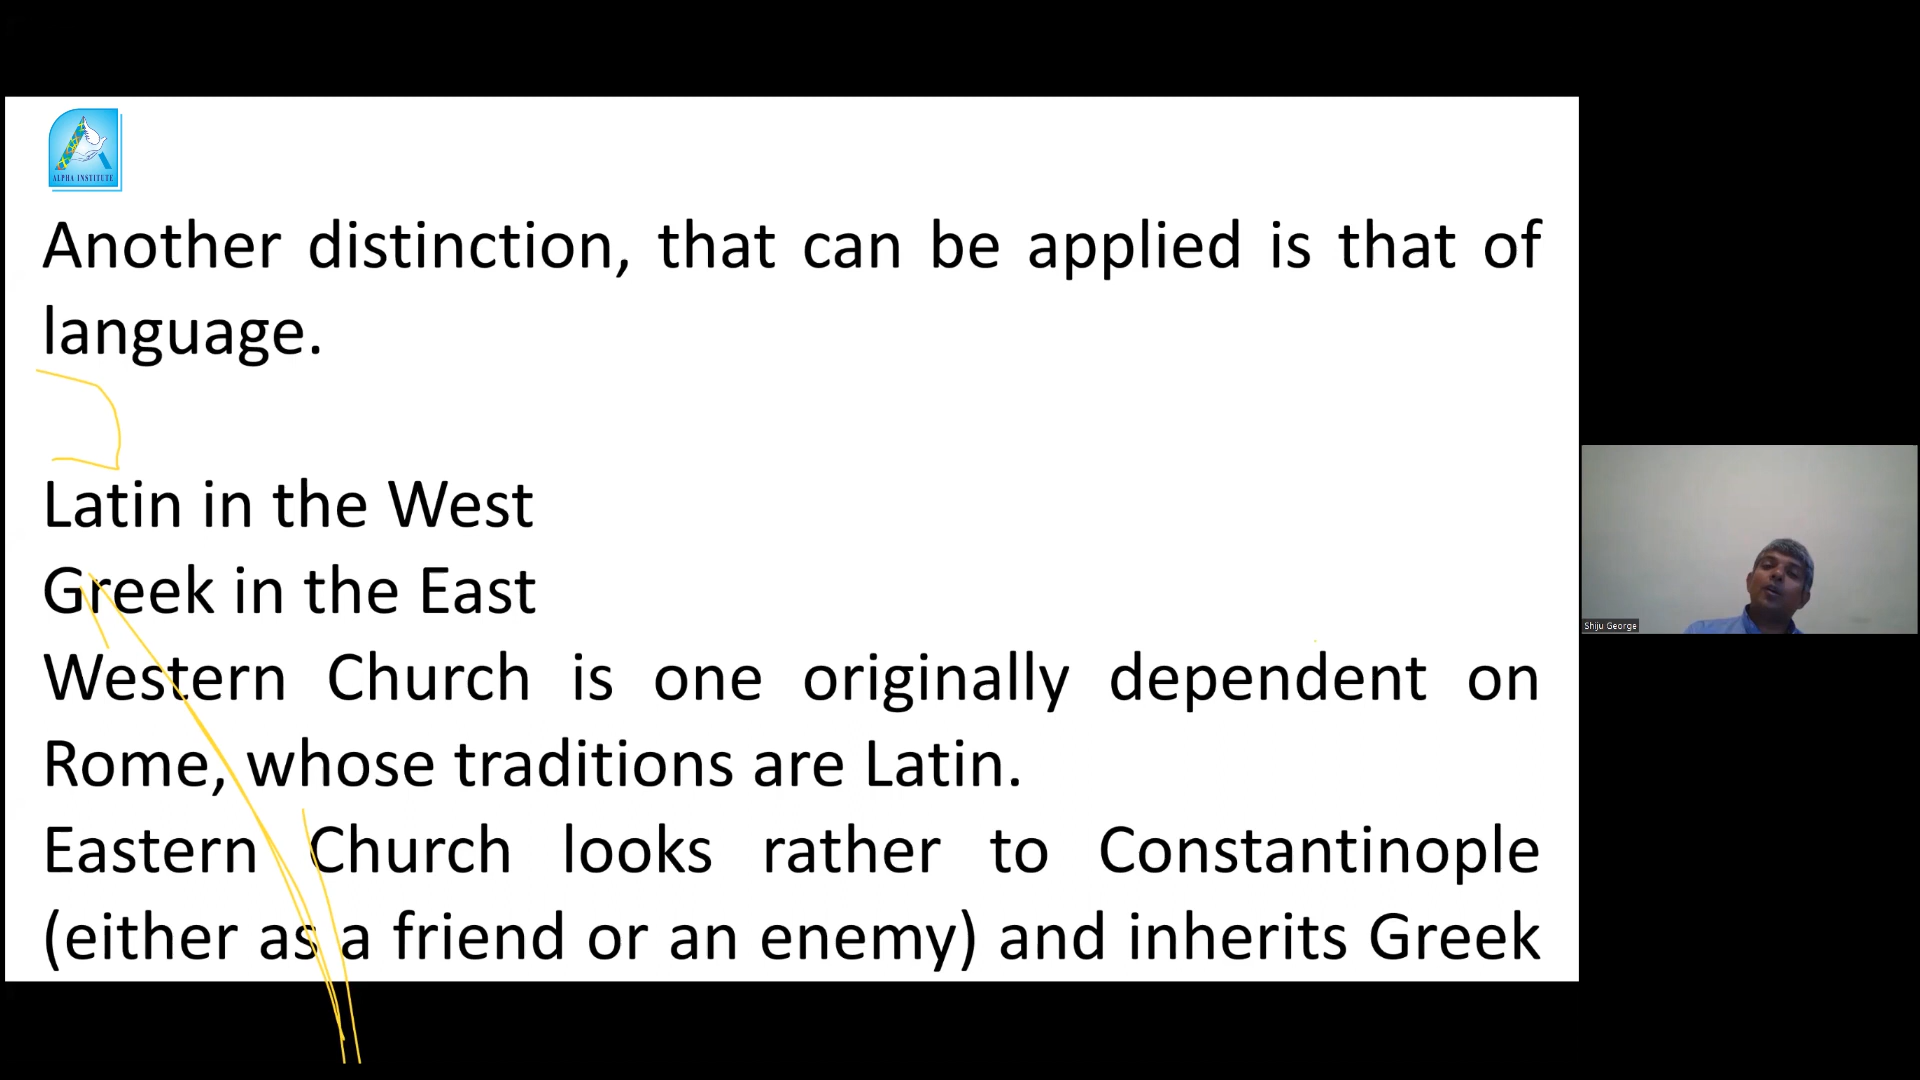 ALPHA INSTITUTE
Another distinction, that can be applied is that of
language.
Latin in the West
Greek in the East
Western Church is one originally dependent on
Rome, whose traditions are Latin.
Eastern Church looks rather to Constantinople
(either as a friend or an enemy) and inherits Greek
Shiju George